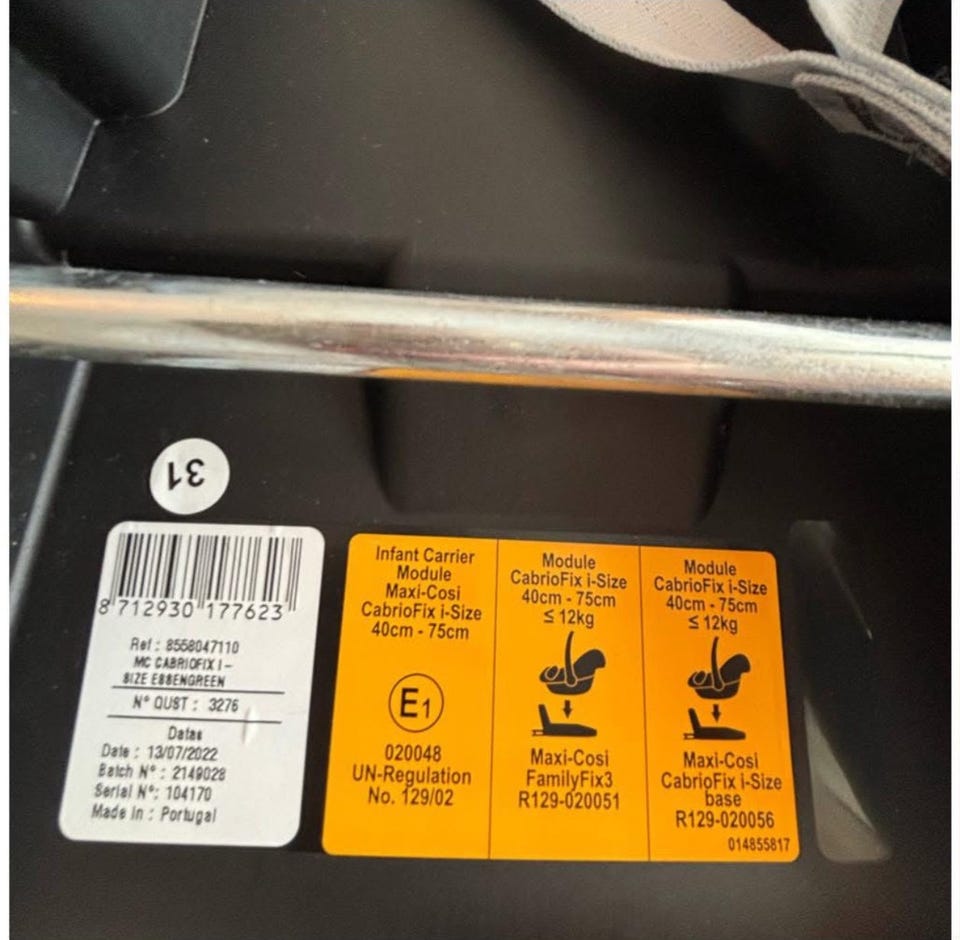 31
8 712930 177623
Ref : 8558047110
MC CABRIOFIX I-
SIZE ESSENGREEN
N° OUST : 3276
Datas
Date : 13/07/2022
Batch N° : 2149028
Serial N°: 104170
Made in : Portugal
Infant Carrier
Module
Maxi-Cosi
CabrioFix i-Size
40cm - 75cm
E1
020048
UN-Regulation
No. 129/02
Module
CabrioFix i-Size
40cm - 75cm
≤ 12kg
Maxi-Cosi
FamilyFix3
R129-020051
Module
CabrioFix i-Size
40cm - 75cm
≤ 12kg
Maxi-Cosi
CabrioFix i-Size
base
R129-020056
014855817